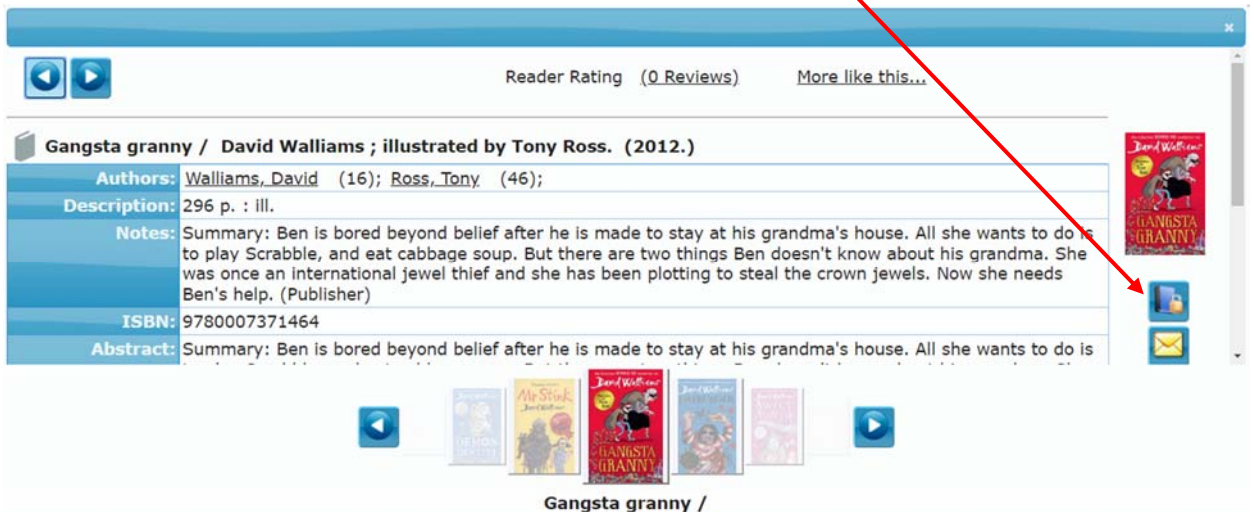 ×
Reader Rating (0 Reviews) More like this...
Gangsta granny / David Walliams ; illustrated by Tony Ross. (2012.)
Authors: Walliams, David (16); Ross, Tony (46);
Description: 296 p. : ill.
Notes: Summary: Ben is bored beyond belief after he is made to stay at his grandma's house. All she wants to do is
to play Scrabble, and eat cabbage soup. But there are two things Ben doesn't know about his grandma. She
was once an international jewel thief and she has been plotting to steal the crown jewels. Now she needs
Ben's help. (Publisher)
ISBN: 9780007371464
Abstract: Summary: Ben is bored beyond belief after he is made to stay at his grandma's house. All she wants to do is
David Walliams
GANGSTA
GRANNY
Mr Stink
David Walliams
David Walliams
GANGSTA
GRANNY
Gangsta granny /